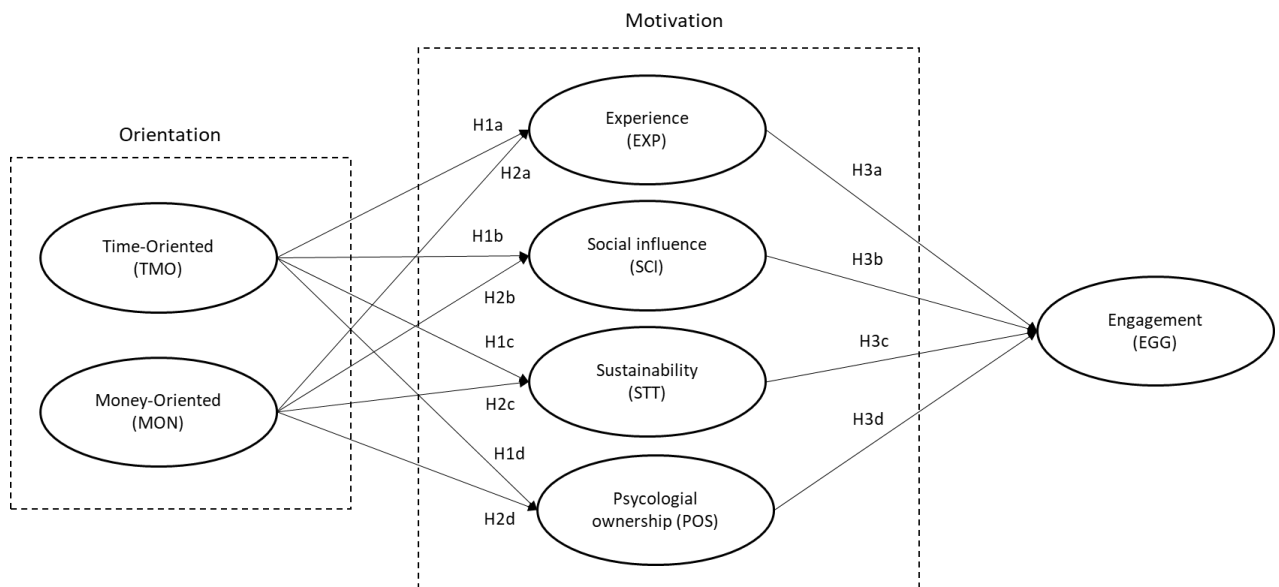 Motivation
Orientation
Experience
(EXP)
H1a
H2a
H3a
Time-Oriented
(TMO)
H1b
Social influence
(SCI)
H2b
H3b
Engagement
(EGG)
H1c
Sustainability
(STT)
H3c
Money-Oriented
(MON)
H2c
H3d
H1d
Psycologial
ownership (POS)
H2d